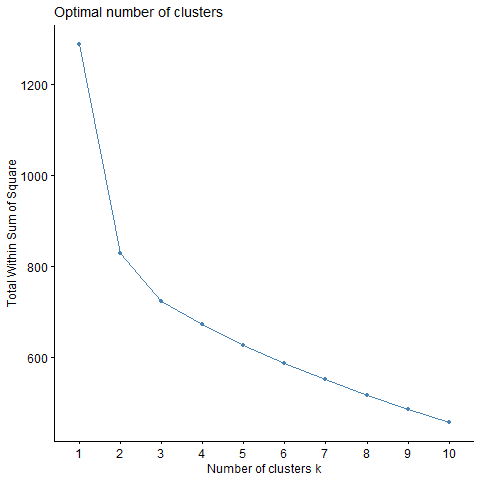 Optimal number of clusters
Total Within Sum of Square
1200
1000
800
600
1 2 3 4 5 6 7 8 9 10
Number of clusters k